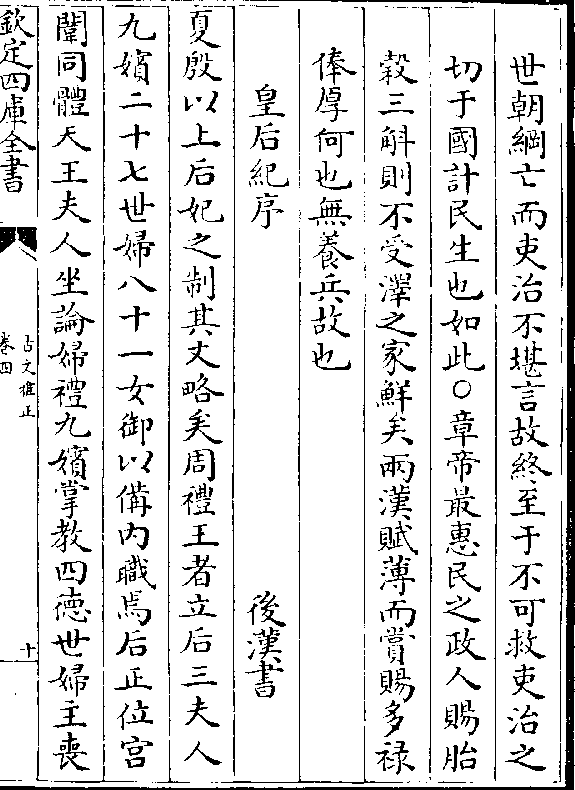 世朝綱亡而吏治不堪言故終至于不可救吏治之
切于國計民生也如此○章帝最惠民之政人賜胎
穀三斛則不受澤之家鮮矣兩漢賦薄而賞賜多祿
俸厚何也無養兵故也
皇后紀序　後漢書
夏殷以上后妃之制其文略矣周禮王者立后三夫人
九嬪二十七世婦八十一女御以備内職焉后正位宫
闈同體天王夫人坐論婦禮九嬪掌教四德世婦主喪
欽定四庫全書
古文雅正
卷四
十